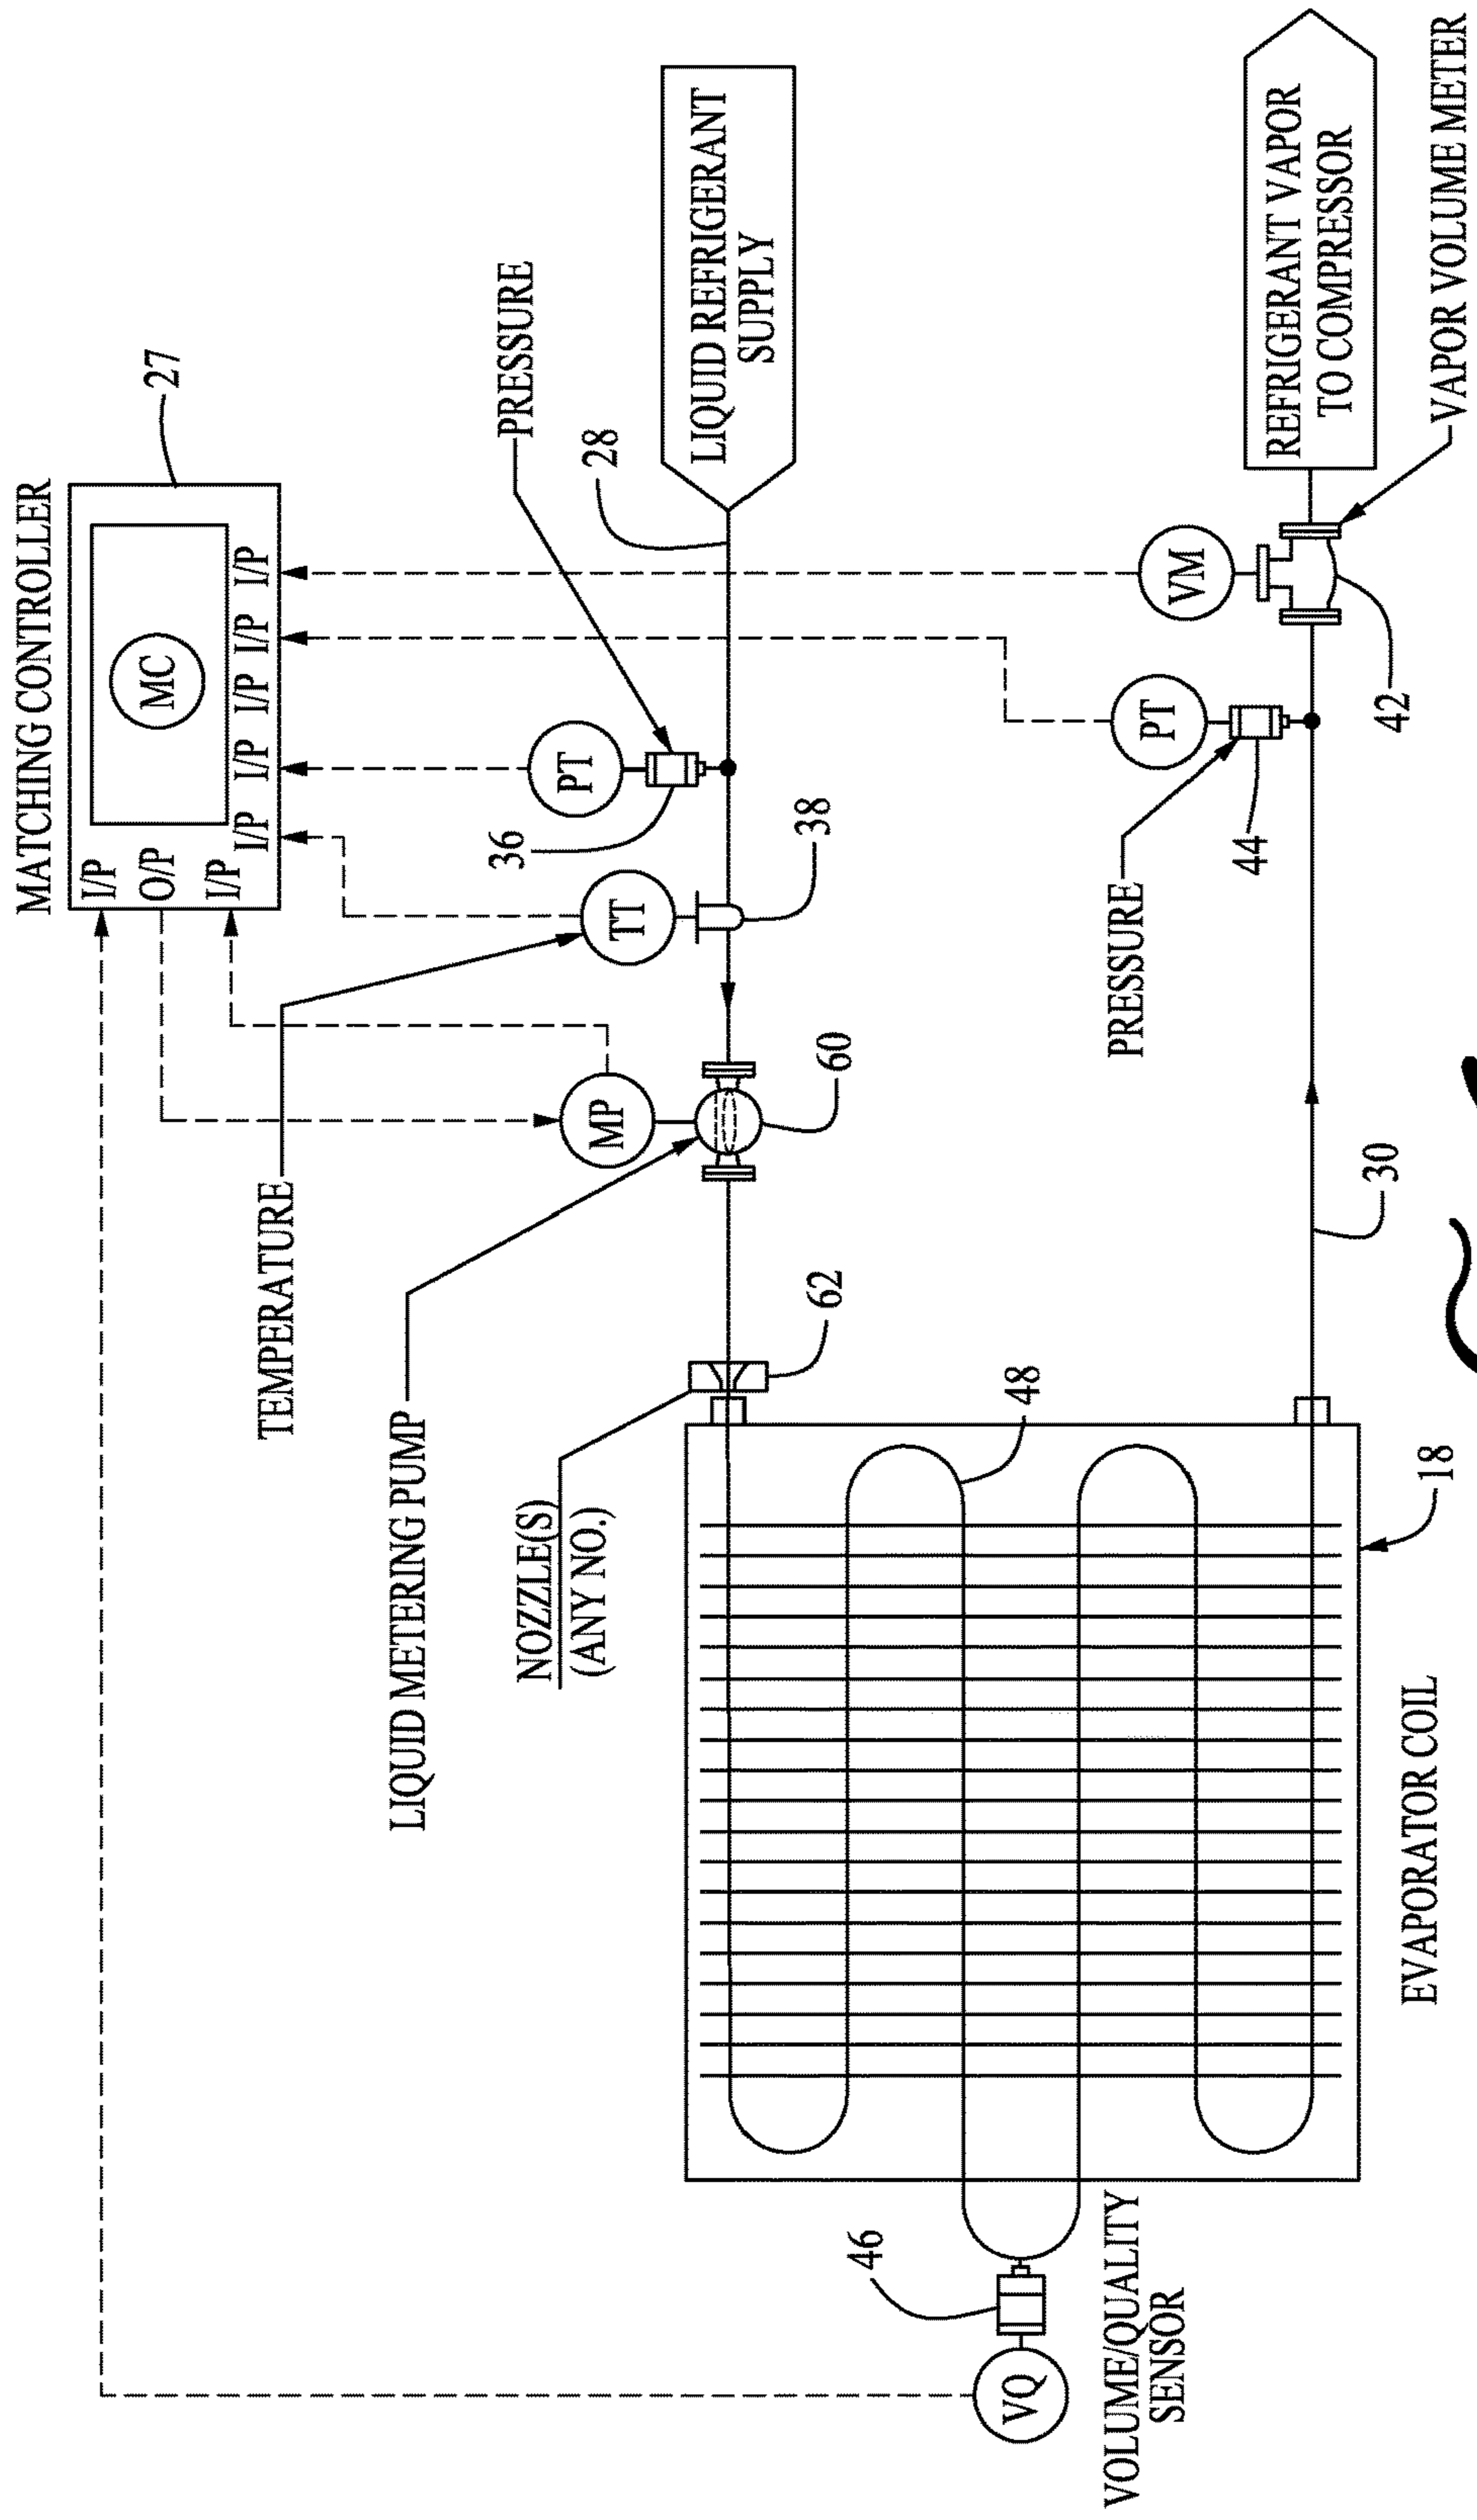 MATCHING CONTROLLER
27
I/P
O/P
I/P
MC
I/P I/P I/P I/P I/P
TEMPERATURE
PRESSURE
LIQUID METERING PUMP
NOZZLE(S)
(ANY NO.)
MP
TT
PT
36
28
LIQUID REFRIGERANT
SUPPLY
62
60
38
46
48
VQ
VOLUME/QUALITY
SENSOR
PRESSURE
PT
44
VM
REFRIGERANT VAPOR
TO COMPRESSOR
30
42
EVAPORATOR COIL
18
VAPOR VOLUME METER